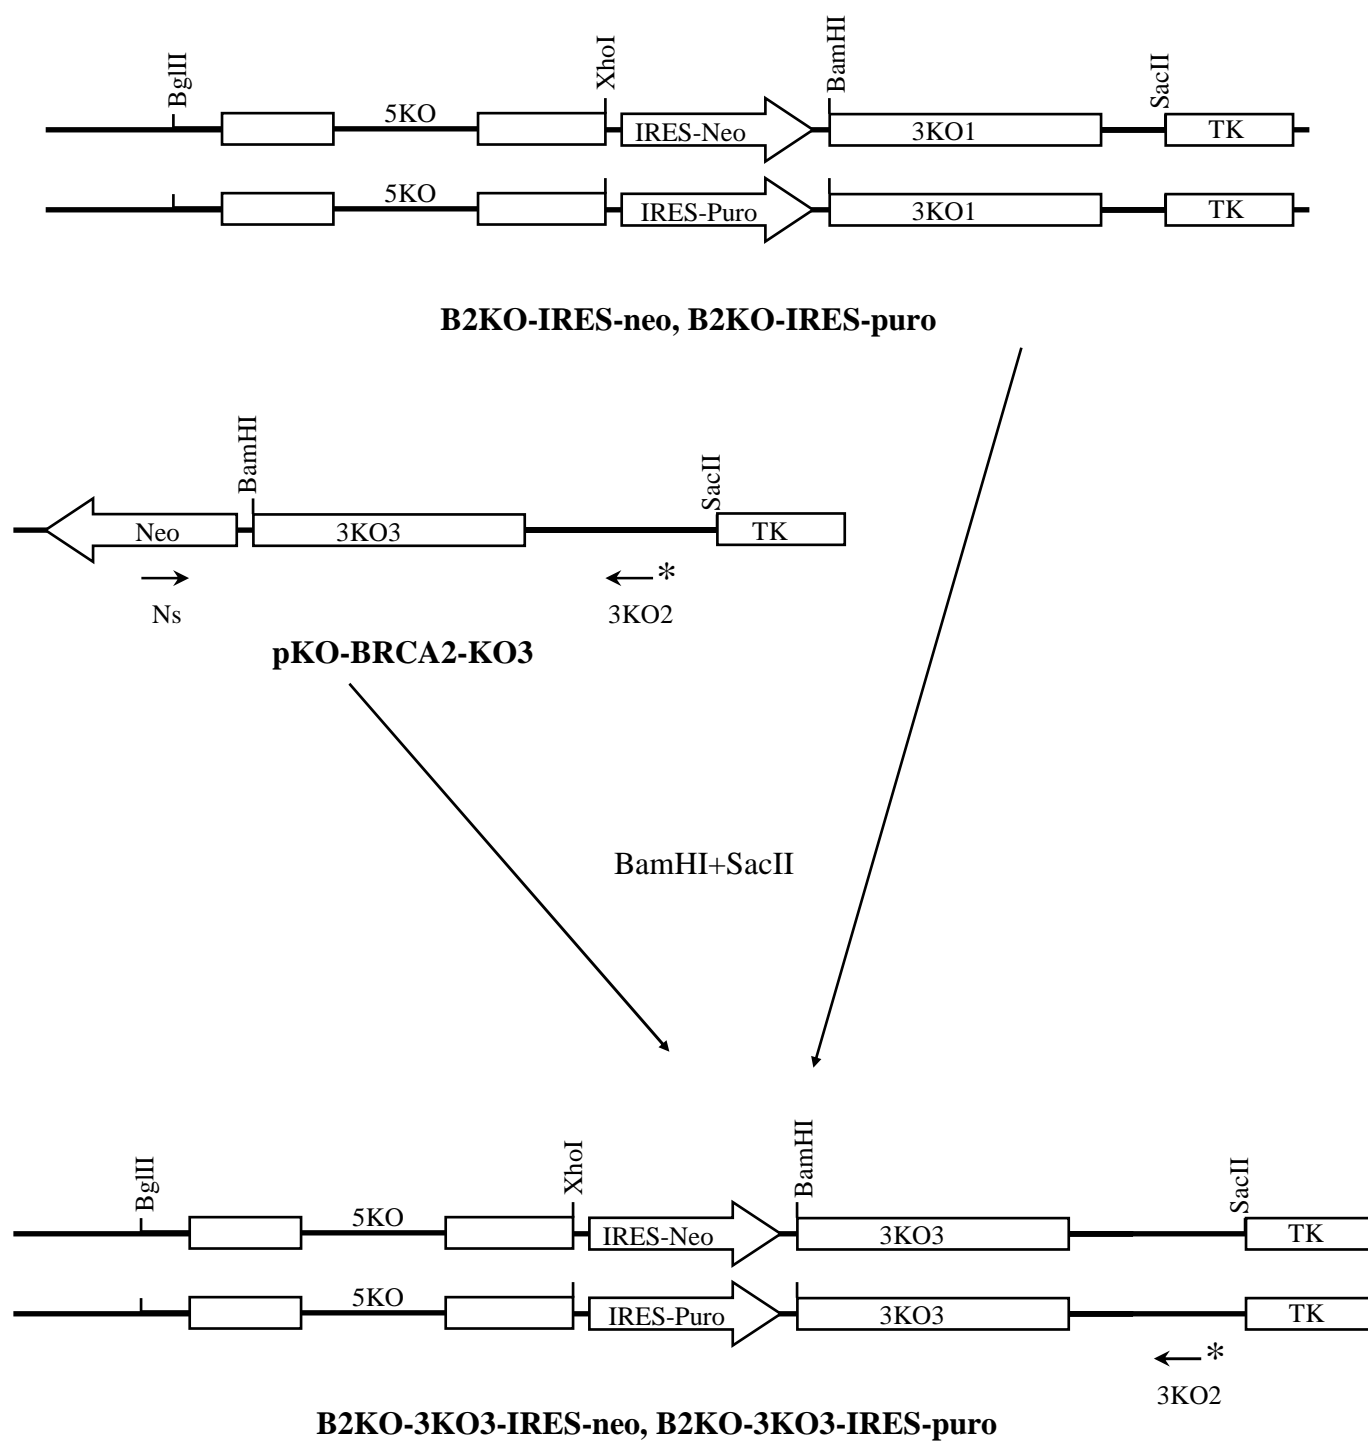 BglII
XhoI
BamHI
SacII
5KO
IRES-Neo
3KO1
TK
5KO
IRES-Puro
3KO1
TK
B2KO-IRES-neo, B2KO-IRES-puro
BamHI
SacII
Neo
3KO3
TK
*
Ns
3KO2
pKO-BRCA2-KO3
BamHI+SacII
BglII
XhoI
BamHI
SacII
5KO
IRES-Neo
3KO3
TK
5KO
IRES-Puro
3KO3
TK
*
3KO2
B2KO-3KO3-IRES-neo, B2KO-3KO3-IRES-puro